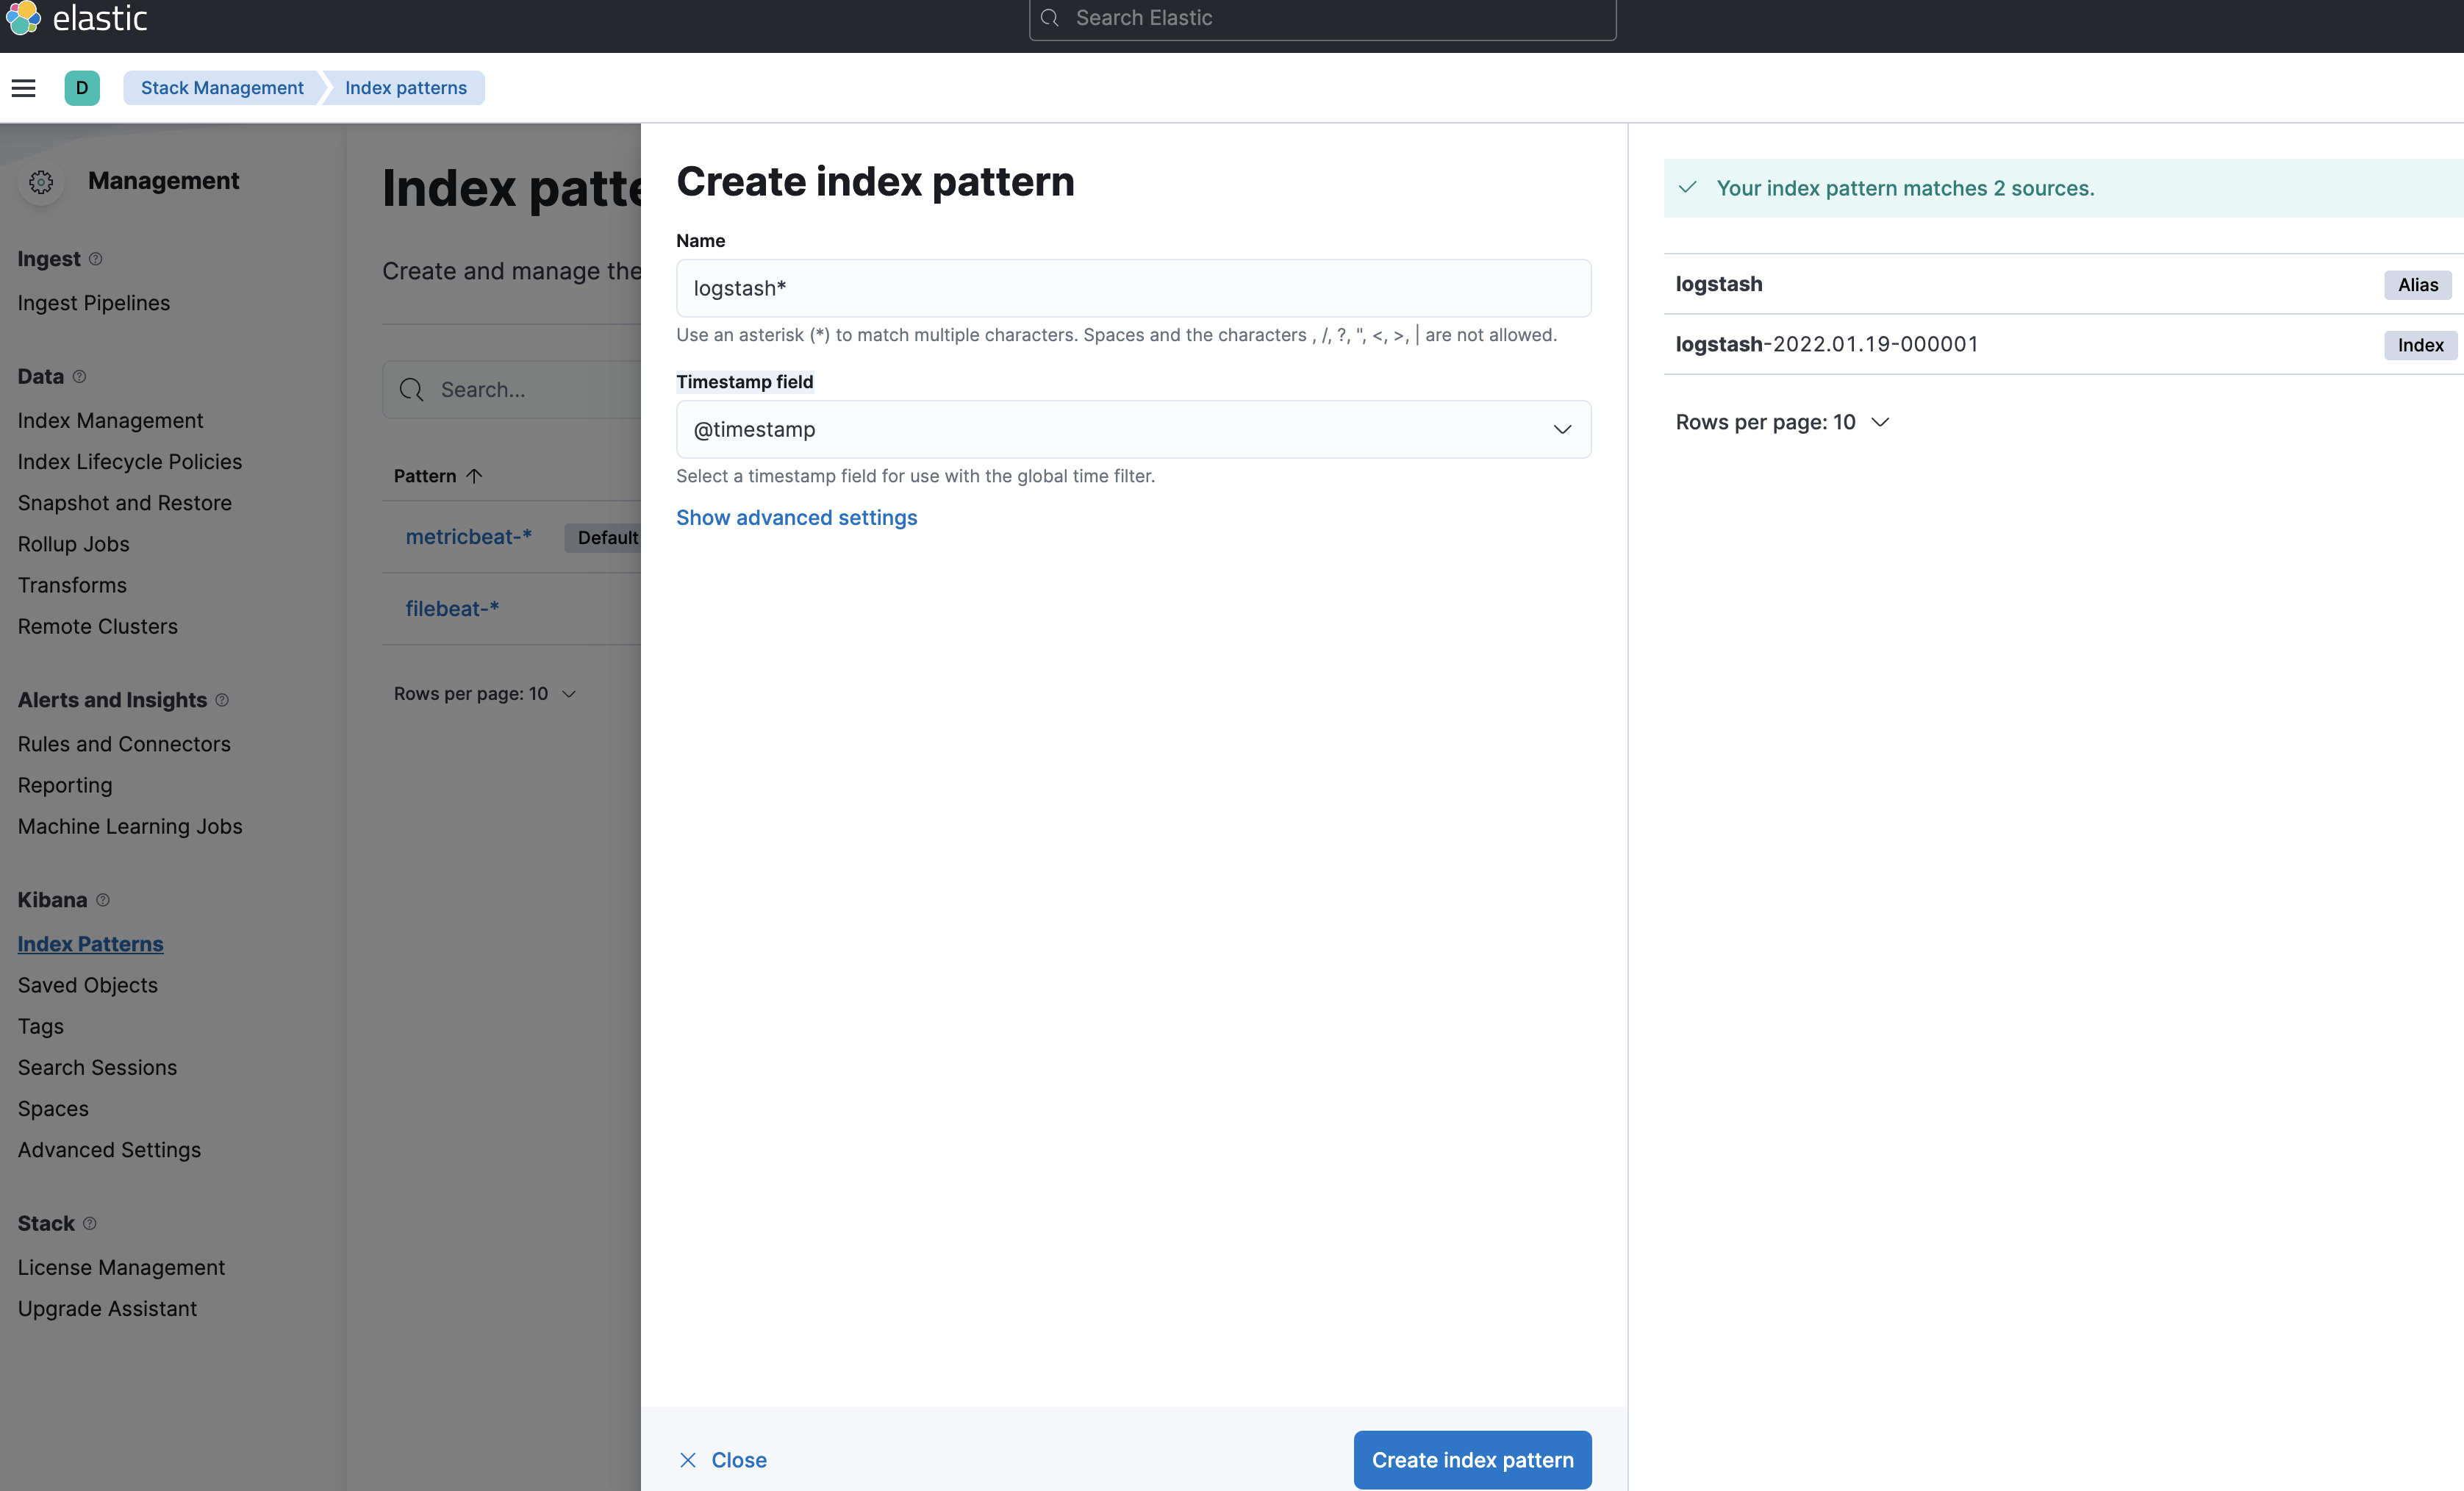 elastic
Search Elastic
D
Stack Management
Index patterns
Management
Ingest
Ingest Pipelines
Data
Index Management
Index Lifecycle Policies
Snapshot and Restore
Rollup Jobs
Transforms
Remote Clusters
Alerts and Insights
Rules and Connectors
Reporting
Machine Learning Jobs
Kibana
Index Patterns
Saved Objects
Tags
Search Sessions
Spaces
Advanced Settings
Stack
License Management
Upgrade Assistant
Index patte
Create and manage the
Search...
Pattern
metricbeat-* Default
filebeat-*
Rows per page: 10
Create index pattern
Name
logstash*
Use an asterisk (*) to match multiple characters. Spaces and the characters , /, ?, ", <, >, | are not allowed.
Timestamp field
@timestamp
Select a timestamp field for use with the global time filter.
Show advanced settings
Close
Create index pattern
Your index pattern matches 2 sources.
logstash Alias
logstash-2022.01.19-000001 Index
Rows per page: 10